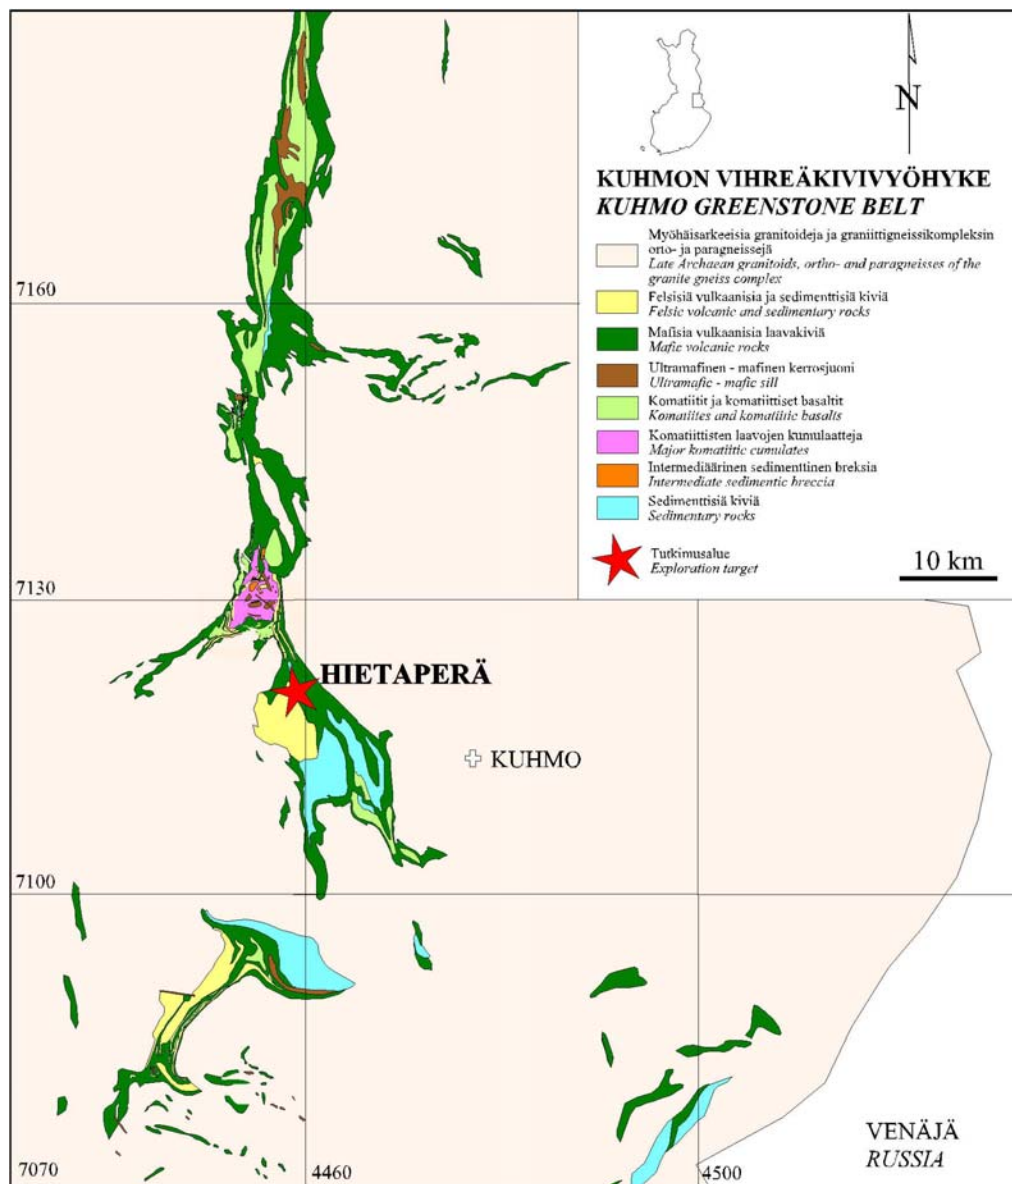 N
KUHMON VIHREÄKIVIVYÖHYKE
KUHMO GREENSTONE BELT
Myöhäisarkeeisia granitoideja ja graniittigneissikompleksin
orto- ja paragneissejä
Late Archaean granitoids, ortho- and paragneisses of the
granite gneiss complex
Felsisiä vulkaanisia ja sedimenttisiä kiviä
Felsic volcanic and sedimentary rocks
Mafisia vulkaanisia laavakiviä
Mafic volcanic rocks
Ultramafinen - mafinen kerrosjuoni
Ultramafic - mafic sill
Komatiitit ja komatiittiset basaltit
Komatiites and komatiitic basalts
Komatiittisten laavojen kumulaatteja
Major komatiitic cumulates
Intermediäärinen sedimenttinen breksia
Intermediate sedimentic breccia
Sedimenttisiä kiviä
Sedimentary rocks
Tutkimusalue
Exploration target
10 km
7160
7130
HIETAPERÄ
KUHMO
7100
VENÄJÄ
RUSSIA
7070
4460
4500